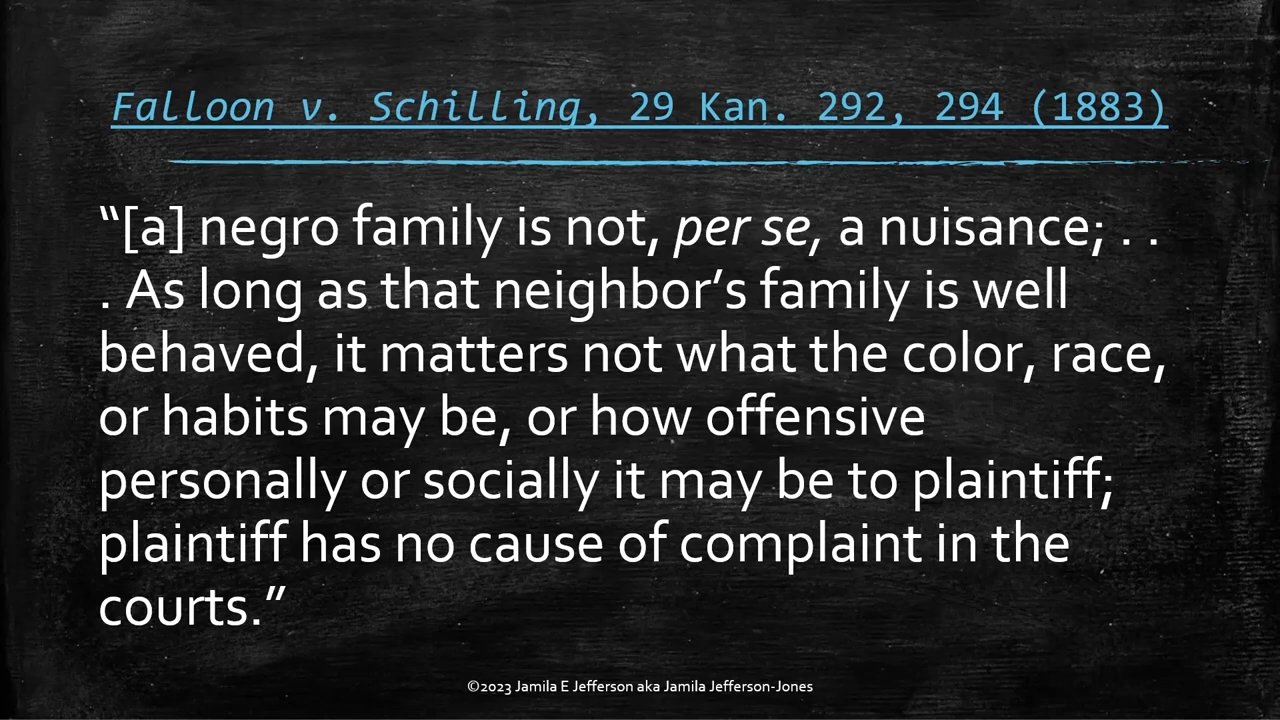 Falloon v. Schilling, 29 Kan. 292, 294 (1883)
“[a] negro family is not, per se, a nuisance; . .
. As long as that neighbor’s family is well
behaved, it matters not what the color, race,
or habits may be, or how offensive
personally or socially it may be to plaintiff;
plaintiff has no cause of complaint in the
courts.”
©2023 Jamila E Jefferson aka Jamila Jefferson-Jones